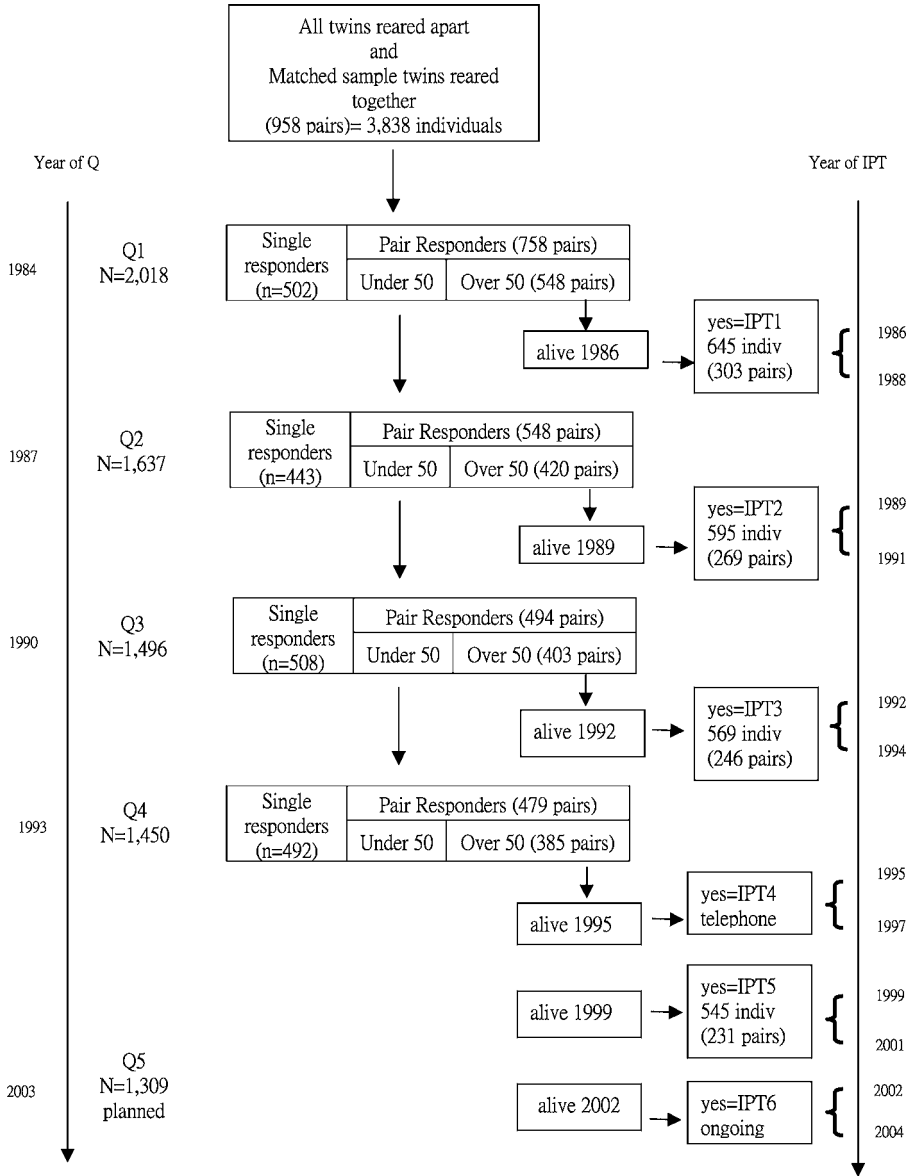 All twins reared apart
and
Matched sample twins reared
together
(958 pairs)= 3,838 individuals
Year of Q
Year of IPT
1984
Q1
N=2,018
Single
responders
(n=502)
Pair Responders (758 pairs)
Under 50
Over 50 (548 pairs)
alive 1986
yes=IPT1
645 indiv
(303 pairs)
1986
1988
1987
Q2
N=1,637
Single
responders
(n=443)
Pair Responders (548 pairs)
Under 50
Over 50 (420 pairs)
alive 1989
yes=IPT2
595 indiv
(269 pairs)
1989
1991
1990
Q3
N=1,496
Single
responders
(n=508)
Pair Responders (494 pairs)
Under 50
Over 50 (403 pairs)
alive 1992
yes=IPT3
569 indiv
(246 pairs)
1992
1994
1993
Q4
N=1,450
Single
responders
(n=492)
Pair Responders (479 pairs)
Under 50
Over 50 (385 pairs)
alive 1995
yes=IPT4
telephone
1995
1997
alive 1999
yes=IPT5
545 indiv
(231 pairs)
1999
2001
2003
Q5
N=1,309
planned
alive 2002
yes=IPT6
ongoing
2002
2004